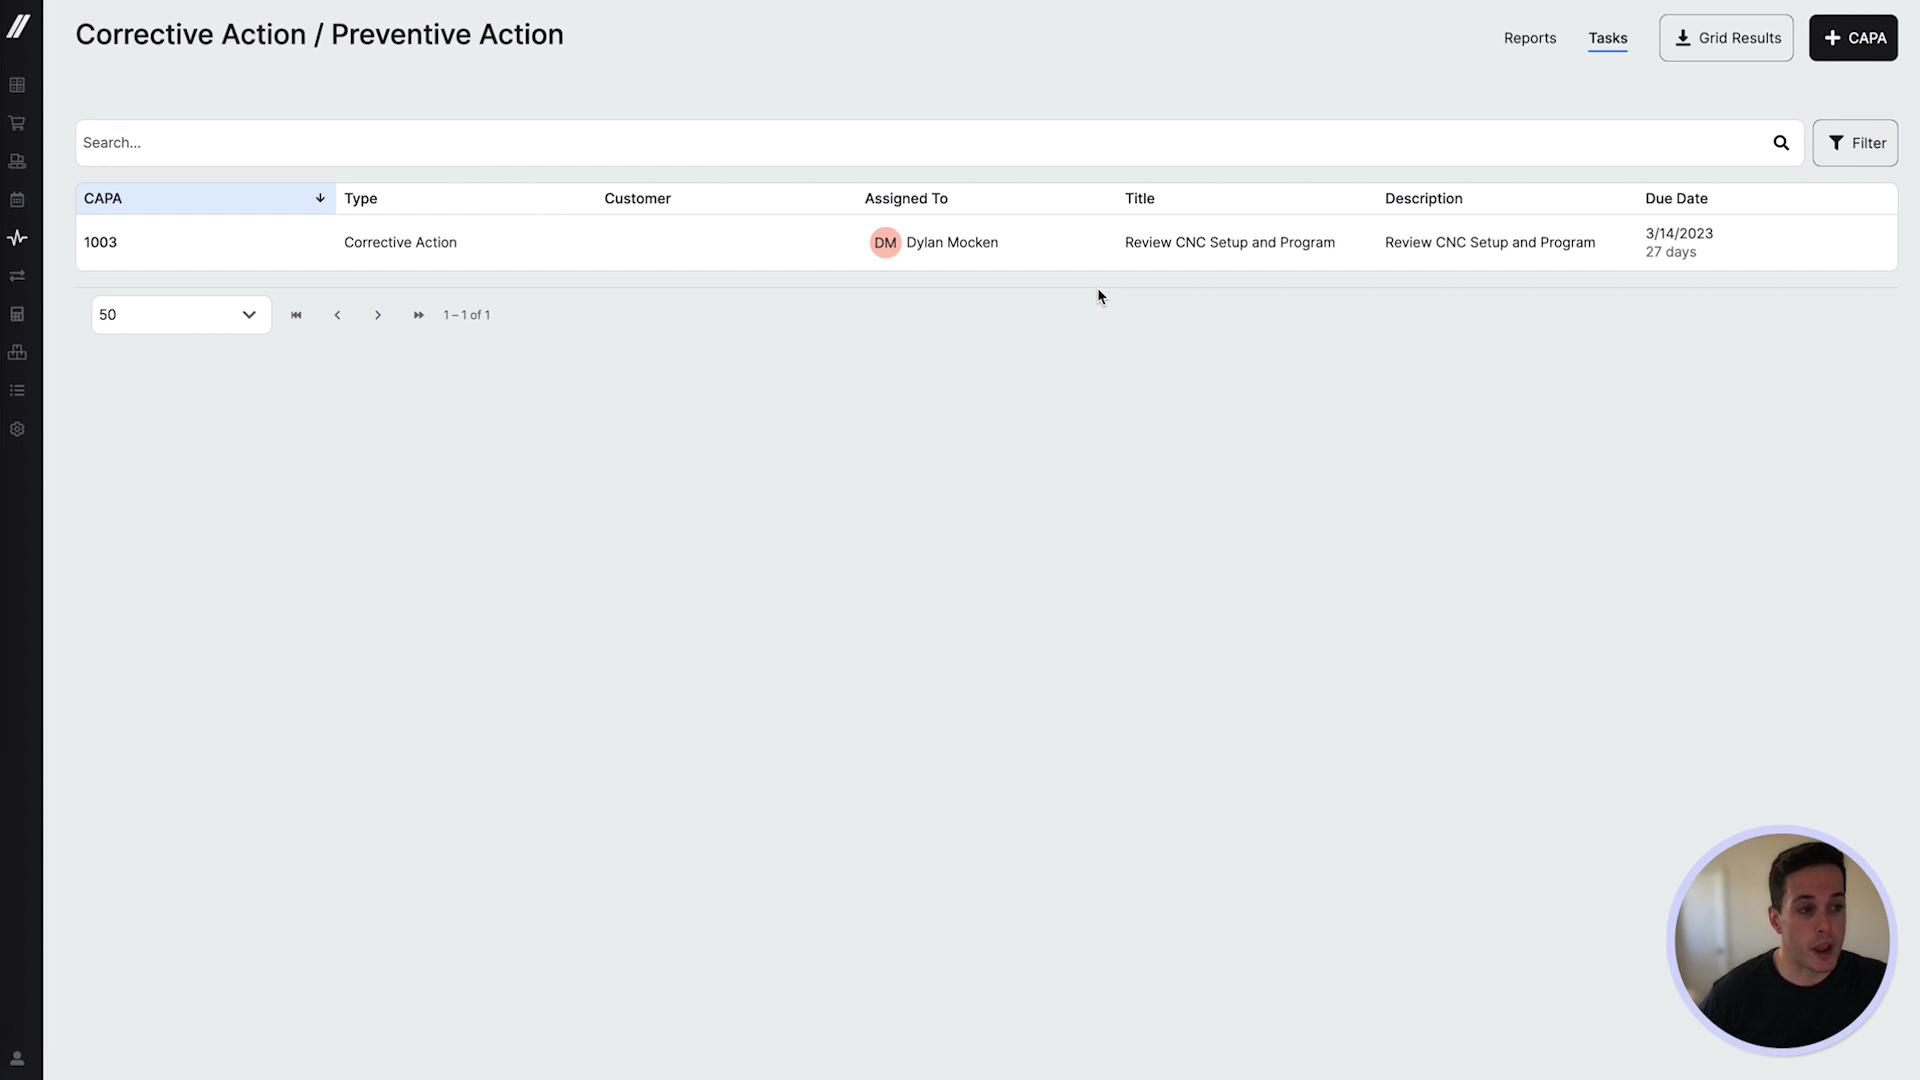 Corrective Action / Preventive Action
Reports
Tasks
Grid Results
CAPA
Search...
Filter
CAPA
Type
Customer
Assigned To
Title
Description
Due Date
1003
Corrective Action
DM
Dylan Mocken
Review CNC Setup and Program
Review CNC Setup and Program
3/14/2023
27 days
50
1 – 1 of 1